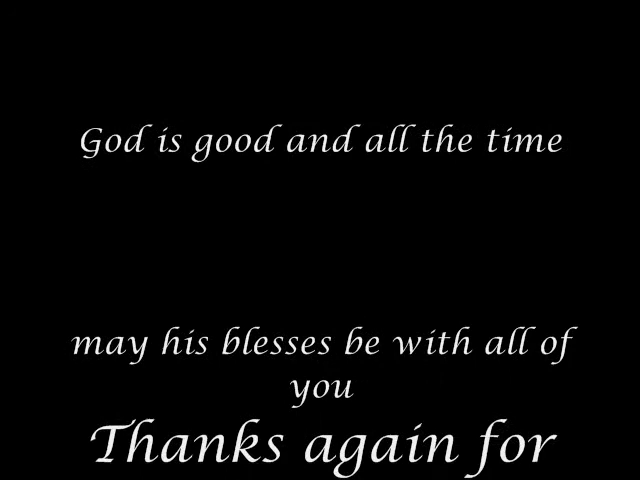 God is good and all the time
may his blesses be with all of
you
Thanks again for